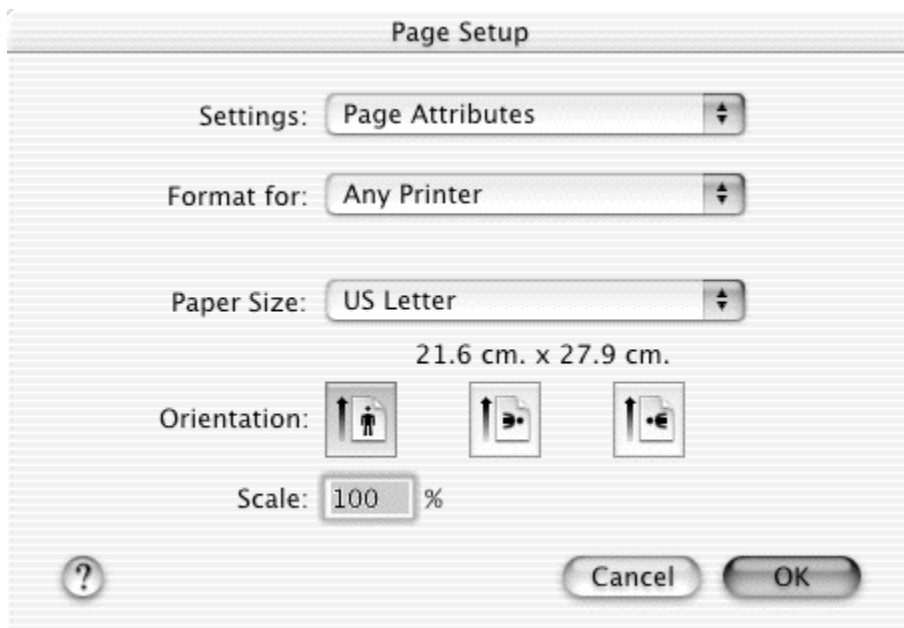 Page Setup
Settings: Page Attributes
Format for: Any Printer
Paper Size: US Letter
21.6 cm. x 27.9 cm.
Orientation:
Scale: 100 %
? Cancel OK